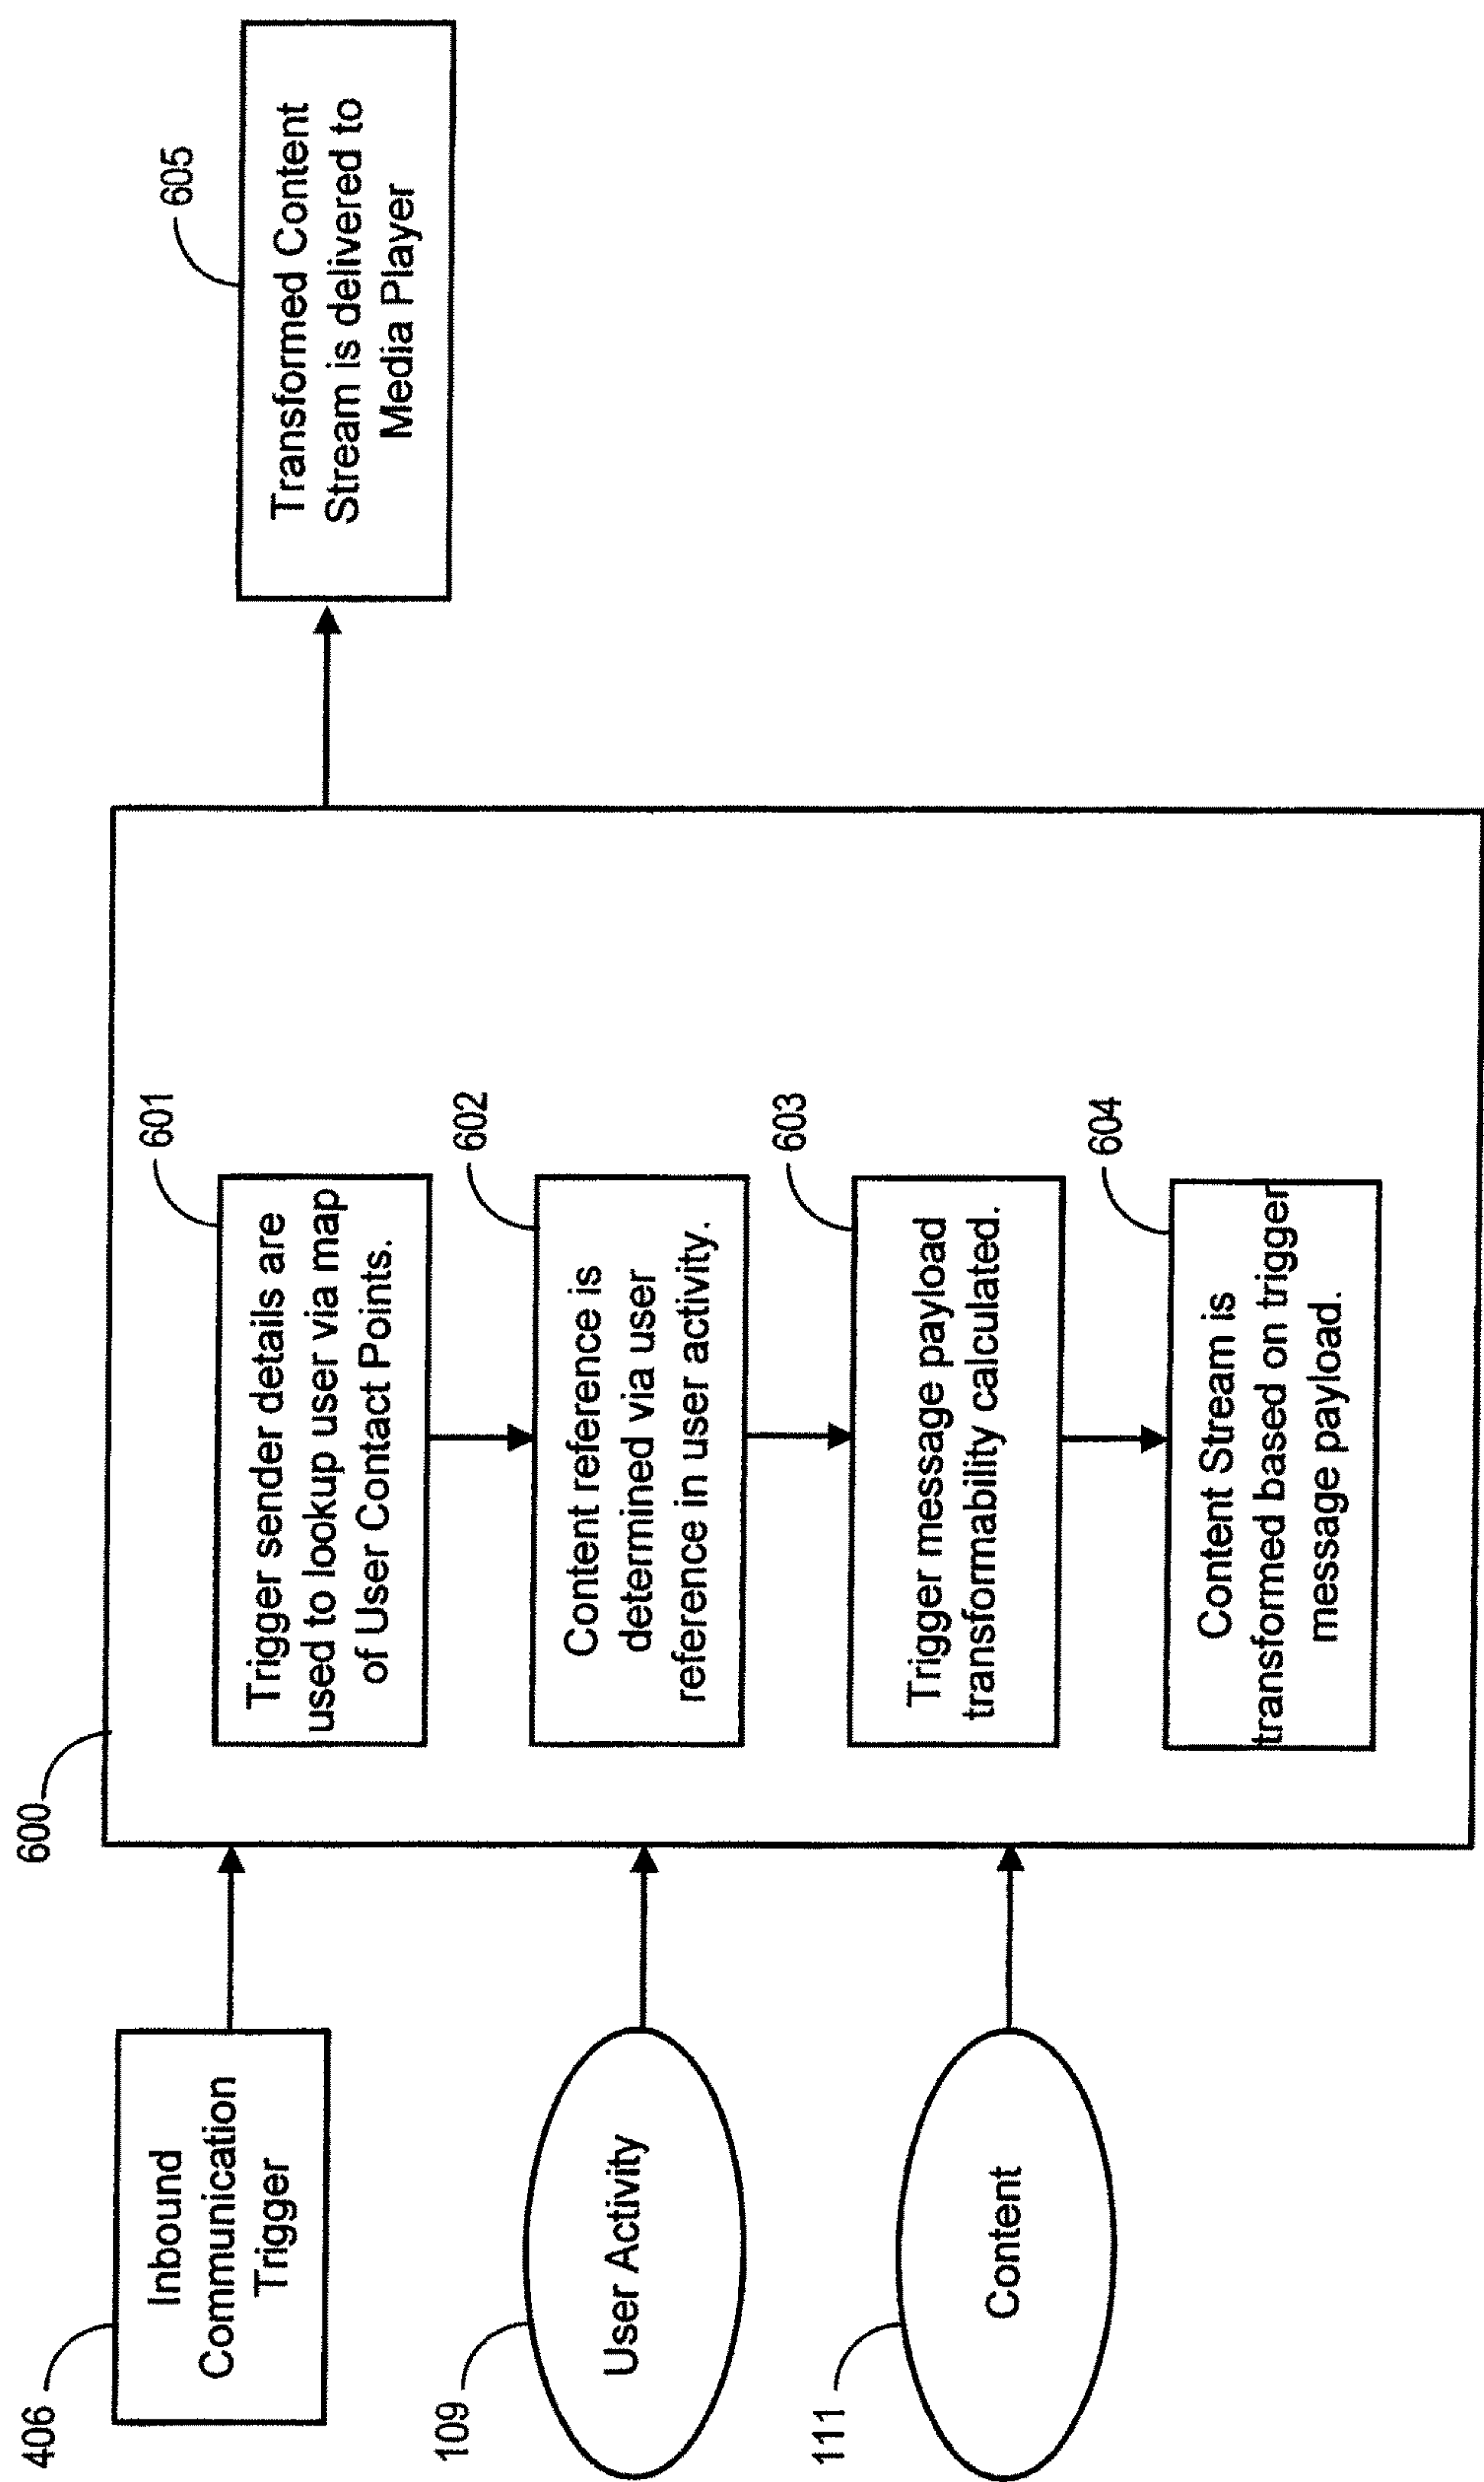 406
Inbound
Communication
Trigger
109
User Activity
111
Content
600
601
Trigger sender details are
used to lookup user via map
of User Contact Points.
602
Content reference is
determined via user
reference in user activity.
603
Trigger message payload
transformability calculated.
604
Content Stream is
transformed based on trigger
message payload.
605
Transformed Content
Stream is delivered to
Media Player